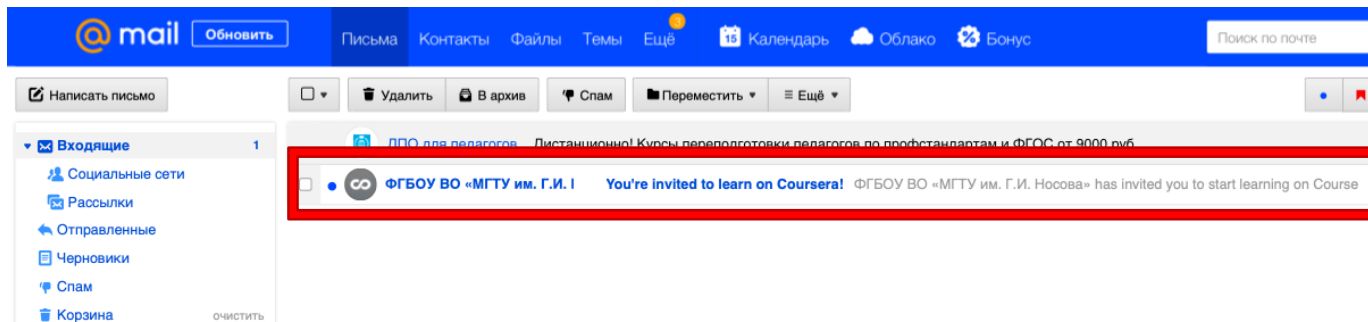 @mail Обновить Письма Контакты Файлы Темы Ещё 3 15 Календарь Облако Бонус Поиск по почте
Написать письмо Удалить В архив Спам Переместить Ещё
Входящие 1
ДПО для педагогов Дистанционно! Курсы переподготовки педагогов по профстандартам и ФГОС от 9000 руб
Социальные сети
ФГБОУ ВО «МГТУ им. Г.И. You're invited to learn on Coursera! ФГБОУ ВО «МГТУ им. Г.И. Носова» has invited you to start learning on Course
Рассылки
Отправленные
Черновики
Спам
Корзина очистить